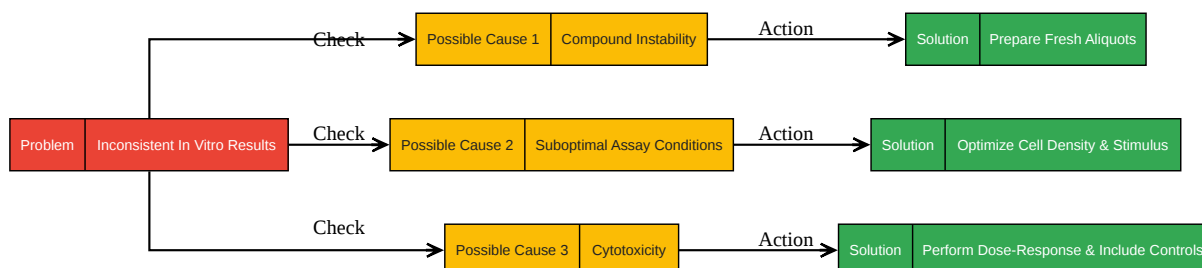 Check
Possible Cause 1
Compound Instability
Action
Solution
Prepare Fresh Aliquots
Problem
Inconsistent In Vitro Results
Check
Possible Cause 2
Suboptimal Assay Conditions
Action
Solution
Optimize Cell Density & Stimulus
Check
Possible Cause 3
Cytotoxicity
Action
Solution
Perform Dose-Response & Include Controls